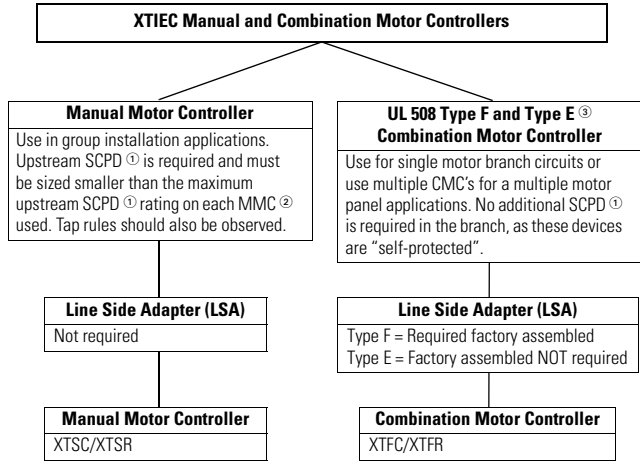 XTIEC Manual and Combination Motor Controllers
Manual Motor Controller
Use in group installation applications.
Upstream SCPD ① is required and must
be sized smaller than the maximum
upstream SCPD ① rating on each MMC ②
used. Tap rules should also be observed.
UL 508 Type F and Type E ③
Combination Motor Controller
Use for single motor branch circuits or
use multiple CMC's for a multiple motor
panel applications. No additional SCPD ①
is required in the branch, as these devices
are “self-protected”.
Line Side Adapter (LSA)
Not required
Line Side Adapter (LSA)
Type F = Required factory assembled
Type E = Factory assembled NOT required
Manual Motor Controller
XTSC/XTSR
Combination Motor Controller
XTFC/XTFR